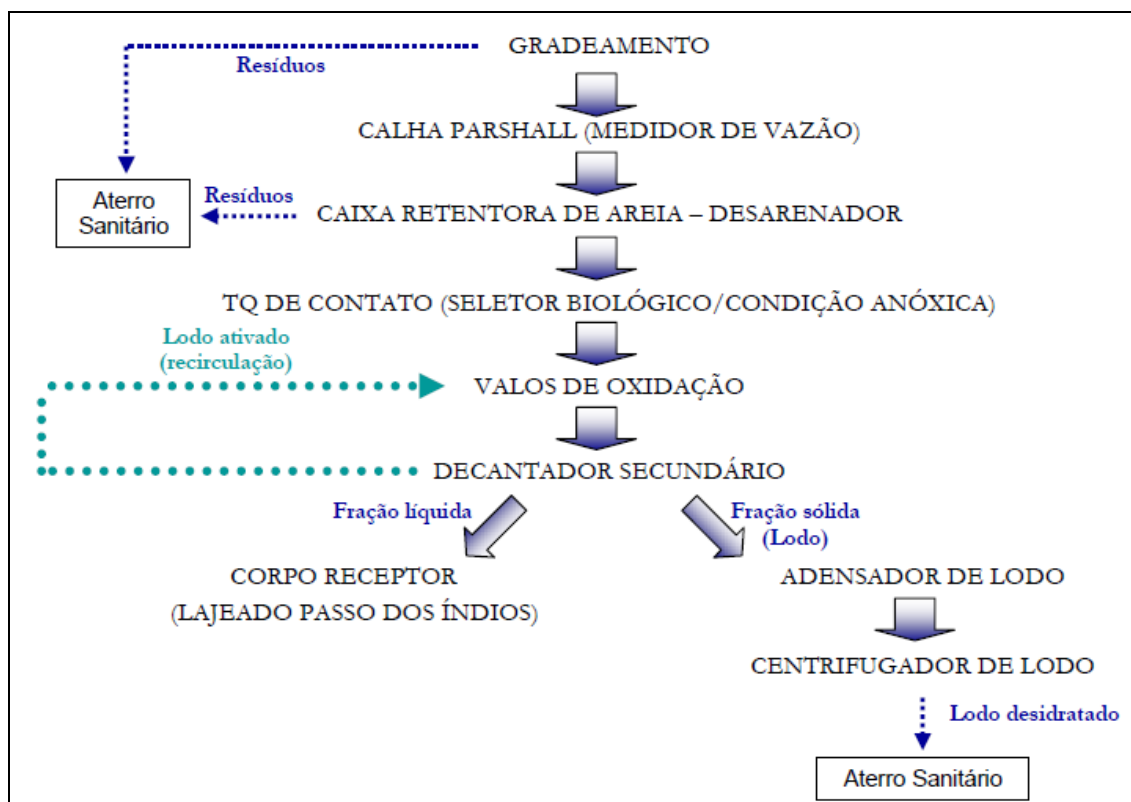 GRADEAMENTO
Resíduos
CALHA PARSHALL (MEDIDOR DE VAZÃO)
Aterro
Sanitário
Resíduos
CAIXA RETENTORA DE AREIA – DESARENADOR
TQ DE CONTATO (SELETOR BIOLÓGICO/CONDIÇÃO ANÓXICA)
Lodo ativado
(recirculação)
VALOS DE OXIDAÇÃO
DECANTADOR SECUNDÁRIO
Fração líquida
Fração sólida
(Lodo)
CORPO RECEPTOR
(LAJEADO PASSO DOS ÍNDIOS)
ADENSADOR DE LODO
CENTRIFUGADOR DE LODO
Lodo desidratado
Aterro Sanitário